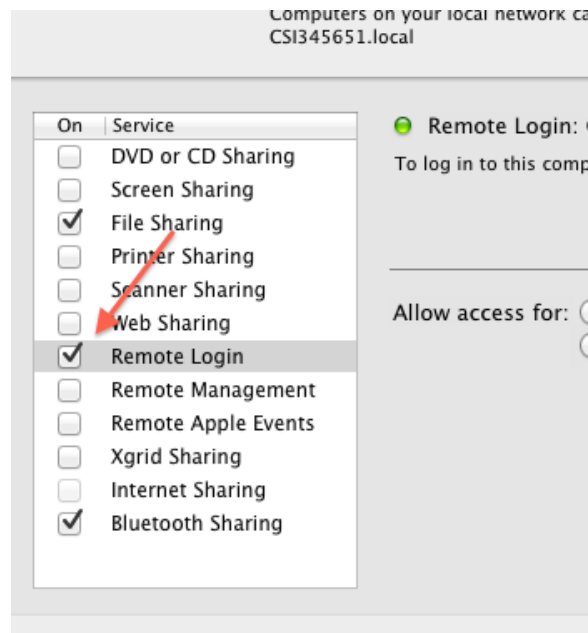 Computers on your local network ca
CSI345651.local
On Service
DVD or CD Sharing
Screen Sharing
File Sharing
Printer Sharing
Scanner Sharing
Web Sharing
Remote Login
Remote Management
Remote Apple Events
Xgrid Sharing
Internet Sharing
Bluetooth Sharing
Remote Login:
To log in to this comp
Allow access for: